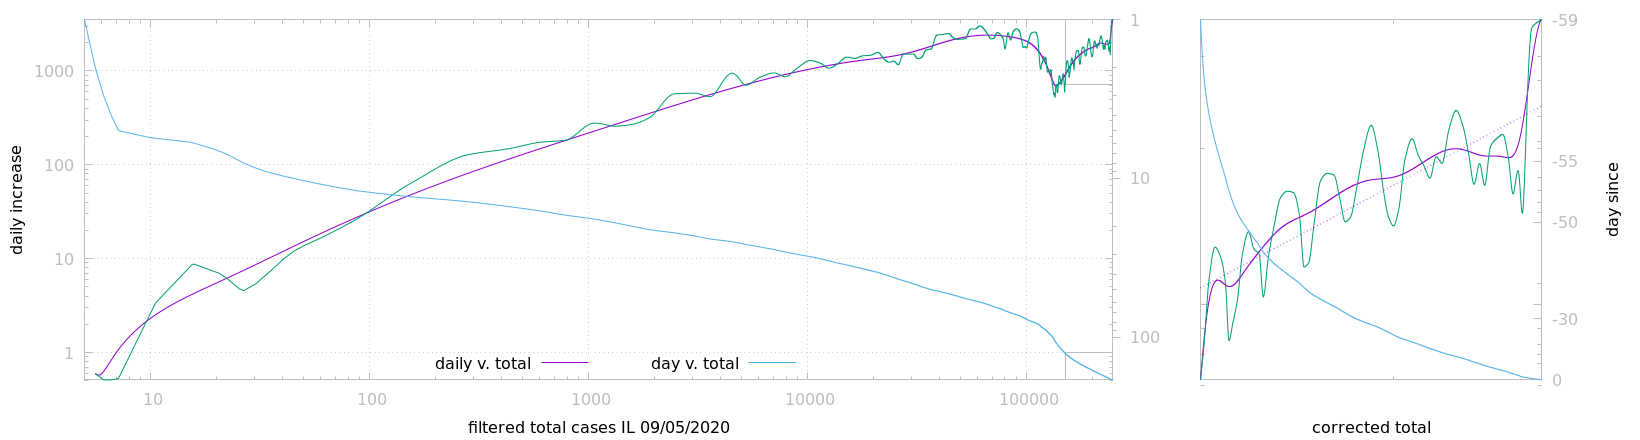 1000
100
10
1
daily increase
10
100
1000
10000
100000
filtered total cases IL 09/05/2020
daily v. total
day v. total
1
10
100
-59
-55
-50
-30
0
day since
corrected total